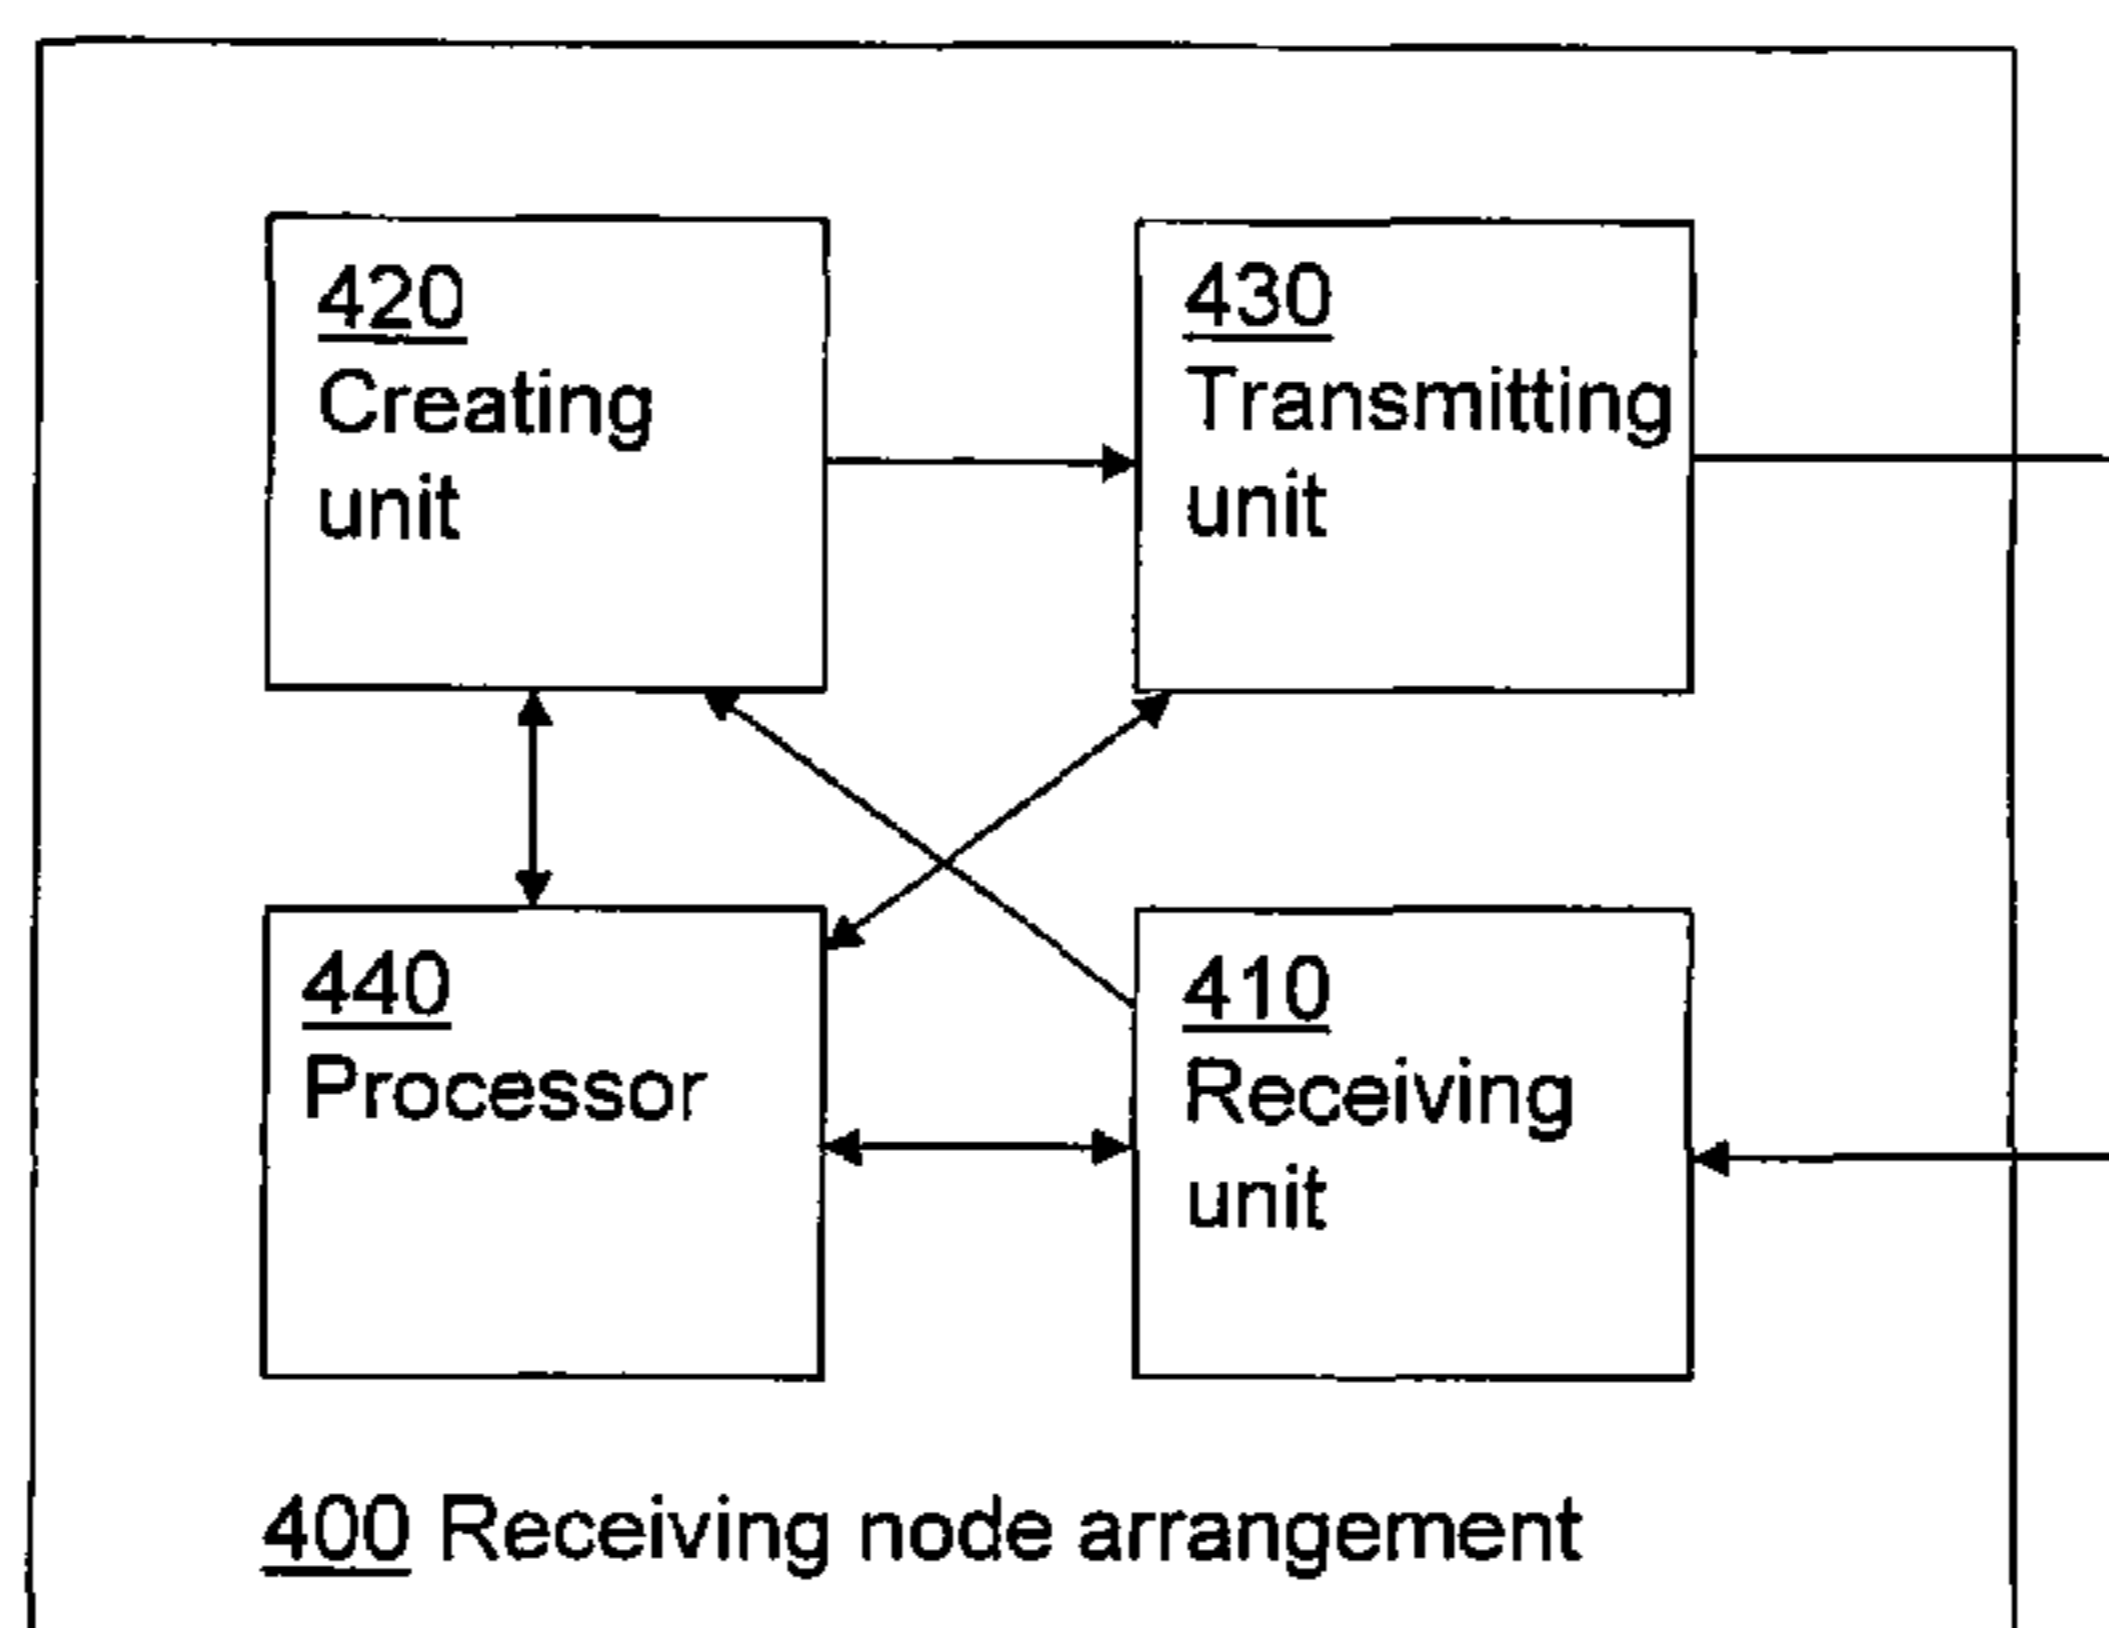 420
Creating
unit
430
Transmitting
unit
440
Processor
410
Receiving
unit
400 Receiving node arrangement